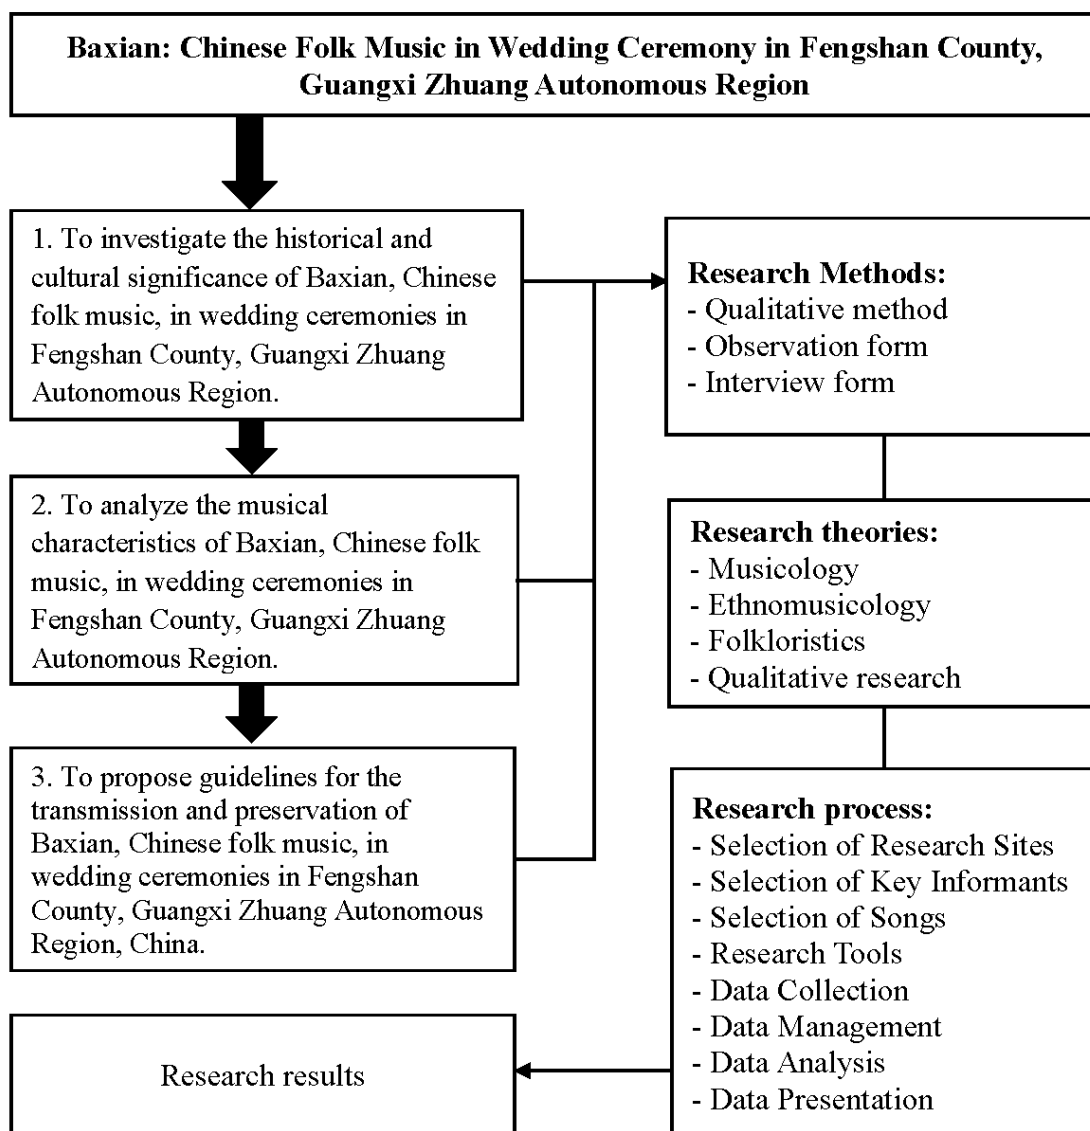 Baxian: Chinese Folk Music in Wedding Ceremony in Fengshan County,
Guangxi Zhuang Autonomous Region
1. To investigate the historical and
cultural significance of Baxian, Chinese
folk music, in wedding ceremonies in
Fengshan County, Guangxi Zhuang
Autonomous Region.
2. To analyze the musical
characteristics of Baxian, Chinese folk
music, in wedding ceremonies in
Fengshan County, Guangxi Zhuang
Autonomous Region.
3. To propose guidelines for the
transmission and preservation of
Baxian, Chinese folk music, in
wedding ceremonies in Fengshan
County, Guangxi Zhuang Autonomous
Region, China.
Research results
Research Methods:
- Qualitative method
- Observation form
- Interview form
Research theories:
- Musicology
- Ethnomusicology
- Folkloristics
- Qualitative research
Research process:
- Selection of Research Sites
- Selection of Key Informants
- Selection of Songs
- Research Tools
- Data Collection
- Data Management
- Data Analysis
- Data Presentation